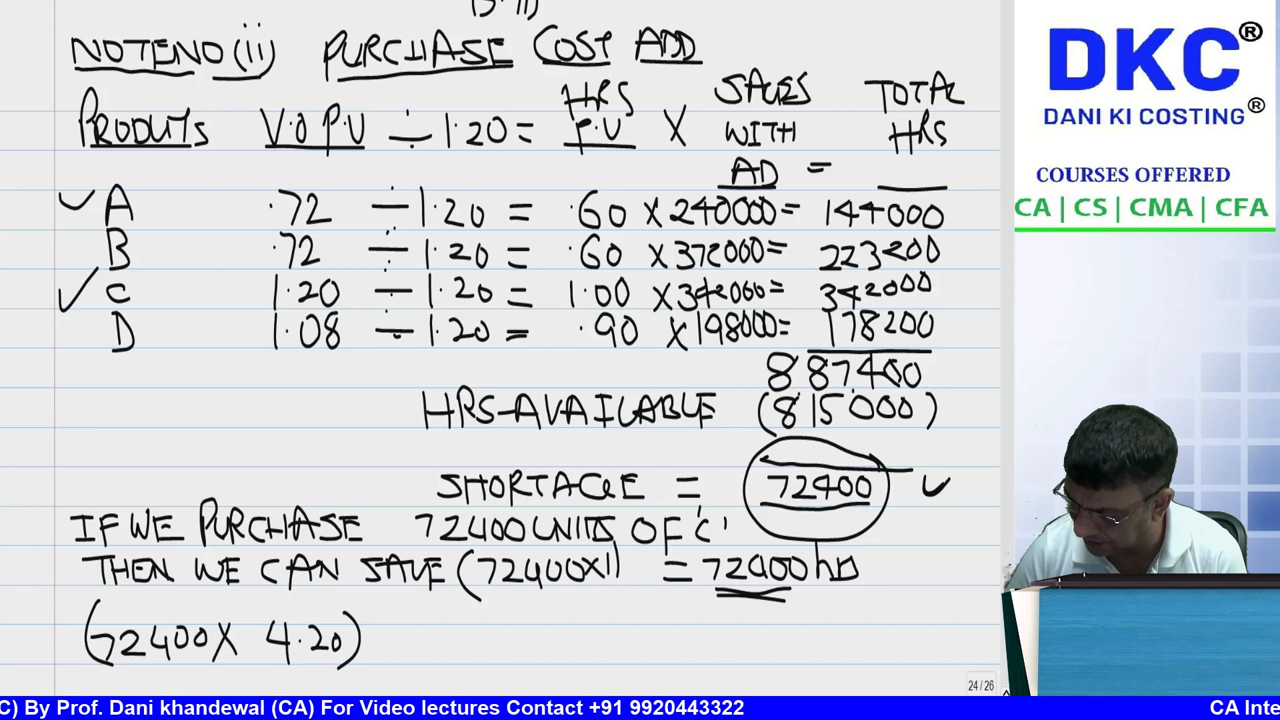 NOTENO(ii) PURCHASE COST ADD
PRODUTS V.O P.U ÷ 1.20 = HRS P.U X SALES WITH AD = TOTAL HRS
A .72 ÷ 1.20 = .60 X 240000 = 144000
B .72 ÷ 1.20 = .60 X 372000 = 223200
C 1.20 ÷ 1.20 = 1.00 X 342000 = 342000
D 1.08 ÷ 1.20 = .90 X 198000 = 178200
887400
HRS-AVAILABLE (815000)
SHORTAGE = 72400
IF WE PURCHASE 72400 UNITS OF 'C'
THEN WE CAN SAVE (72400X1) = 72400 hrs
(72400 X 4.20)
24 / 26
DKC®
DANI KI COSTING®
COURSES OFFERED
CA | CS | CMA | CFA
C) By Prof. Dani khandewal (CA) For Video lectures Contact +91 9920443322
CA Inte